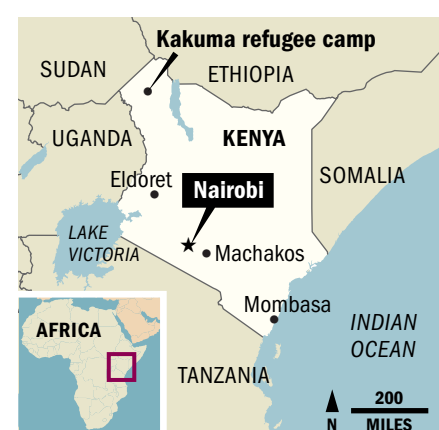 Kakuma refugee camp
SUDAN
ETHIOPIA
UGANDA
KENYA
Eldoret
Nairobi
SOMALIA
LAKE
VICTORIA
Machakos
Mombasa
AFRICA
INDIAN
OCEAN
TANZANIA
200
N
MILES